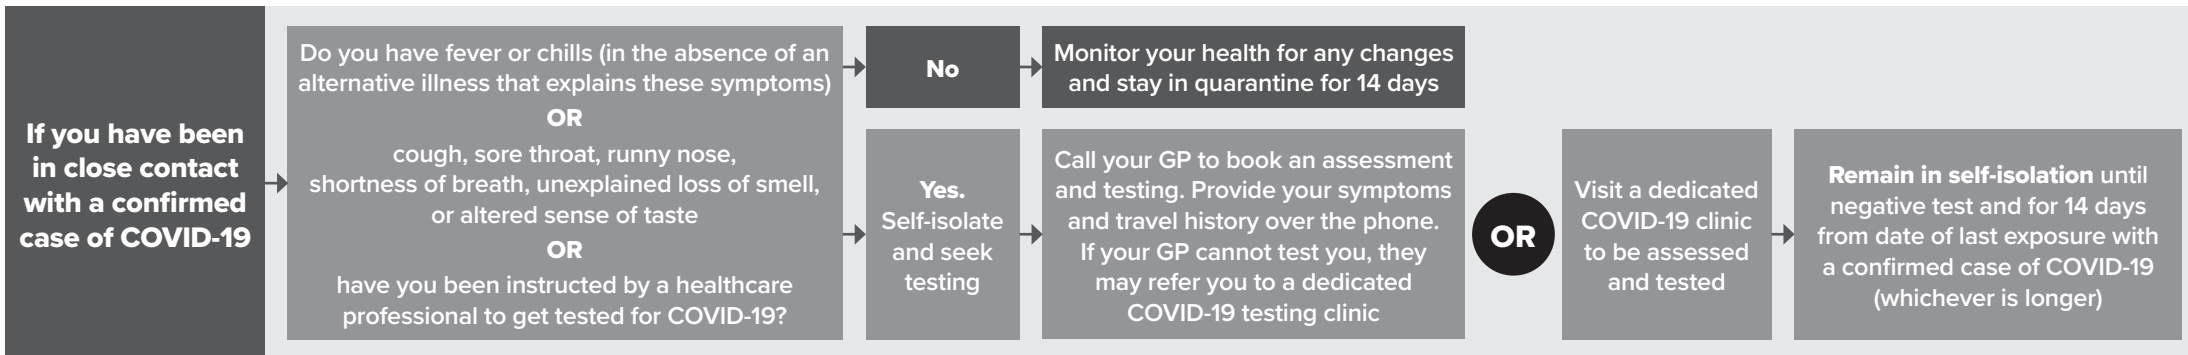 If you have been
in close contact
with a confirmed
case of COVID-19
Do you have fever or chills (in the absence of an
alternative illness that explains these symptoms)
OR
cough, sore throat, runny nose,
shortness of breath, unexplained loss of smell,
or altered sense of taste
OR
have you been instructed by a healthcare
professional to get tested for COVID-19?
No
Monitor your health for any changes
and stay in quarantine for 14 days
Yes.
Self-isolate
and seek
testing
Call your GP to book an assessment
and testing. Provide your symptoms
and travel history over the phone.
If your GP cannot test you, they
may refer you to a dedicated
COVID-19 testing clinic
OR
Visit a dedicated
COVID-19 clinic
to be assessed
and tested
Remain in self-isolation until
negative test and for 14 days
from date of last exposure with
a confirmed case of COVID-19
(whichever is longer)